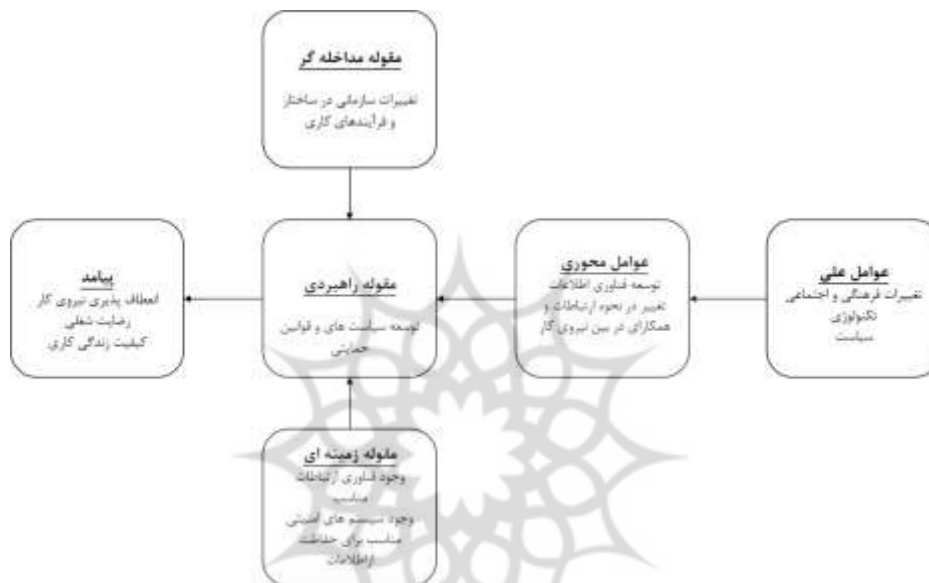 مقوله مداخله گر
تغییرات سازمانی در ساختار
و فرآیندهای کاری
عوامل علی
تغییرات فرهنگی و اجتماعی
تکنولوژی
سیاست
عوامل محوری
توسعه فناوری اطلاعات
تغییر در نحوه ارتباطات و
همکارای در بین نیروی کار
مقوله راهبردی
توسعه سیاست های و قوانین
حمایتی
پیامد
انعطاف پذیری نیروی کار
رضایت شغلی
کیفیت زندگی کاری
مقوله زمینه ای
وجود فناوری ارتباطات
مناسب
وجود سیستم های امنیتی
مناسب برای حفاظت
ازاطلاعات